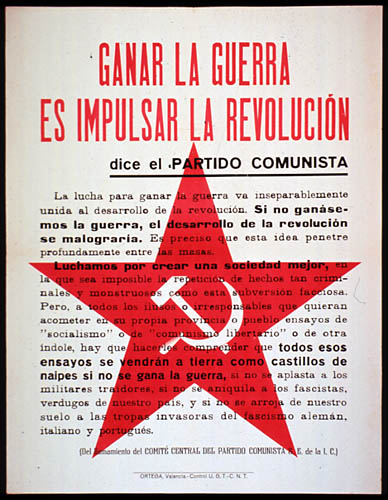 GANAR LA GUERRA
ES IMPULSAR LA REVOLUCIÓN
dice el PARTIDO COMUNISTA
La lucha para ganar la guerra va inseparablemente
unida al desarrollo de la revolución. Si no ganáse-
mos la guerra, el desarrollo de la revolución
se malograría. Es preciso que esta idea penetre
profundamente entre las masas.
Luchamos por crear una sociedad mejor, en
la que sea imposible la repetición de hechos tan crimi-
nales y monstruosos como esta subversión facciosa.
Pero, a todos los ilusos o irresponsables que quieran
acometer en su propia provincia o pueblo ensayos de
"socialismo" o de "comunismo libertario" o de otra
índole, hay que hacerles comprender que todos esos
ensayos se vendrán a tierra como castillos de
naipes si no se gana la guerra, si no se aplasta a los
militares traidores, si no se aniquila a los fascistas,
verdugos de nuestro país, y si no se arroja de nuestro
suelo a las tropas invasoras del fascismo alemán,
italiano y portugués.
(Del llamamiento del COMITÉ CENTRAL DEL PARTIDO COMUNISTA E. de la I. C.)
ORTEGA, Valencia-Control U. G. T.-C. N. T.